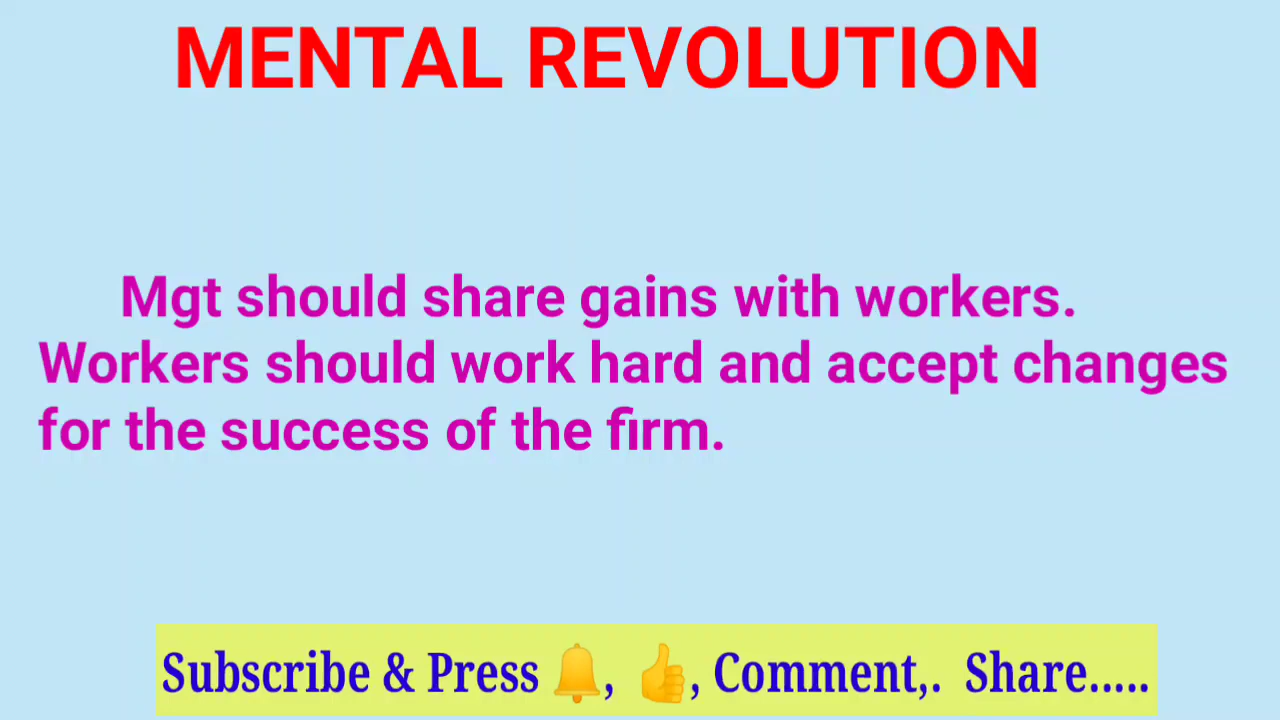 MENTAL REVOLUTION
Mgt should share gains with workers.
Workers should work hard and accept changes
for the success of the firm.
Subscribe & Press 🔔, 👍, Comment,. Share.....